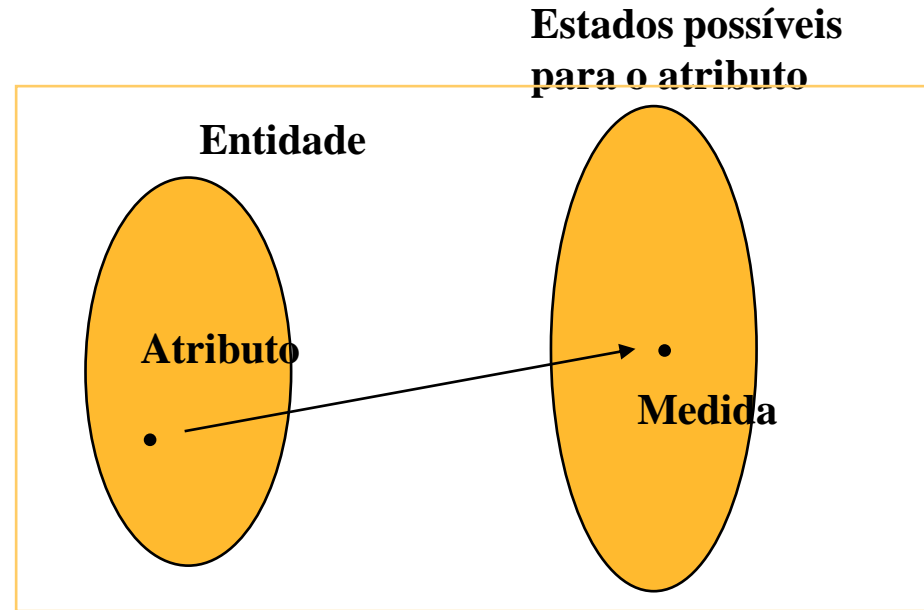 Estados possíveis
para o atributo
Entidade
Atributo
Medida